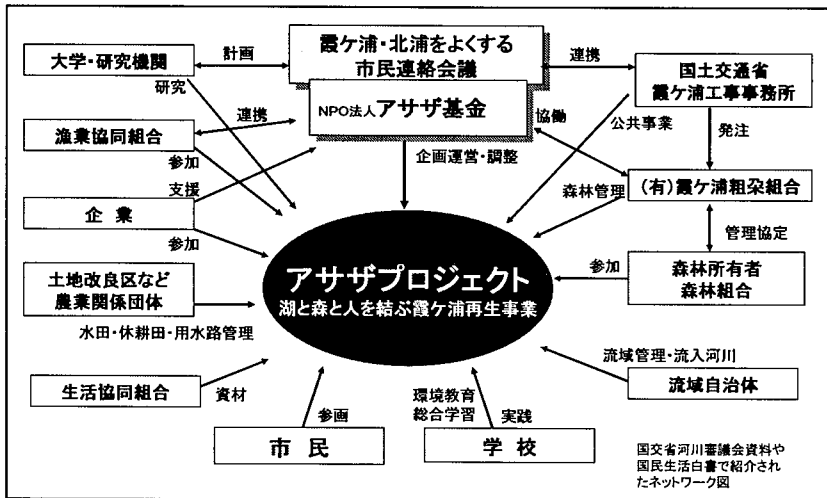 霞ケ浦・北浦をよくする
市民連絡会議
NPO法人アサザ基金
大学・研究機関
計画
研究
連携
国土交通省
霞ケ浦工事事務所
漁業協同組合
連携
参加
協働
公共事業
発注
企画運営・調整
支援
企業
参加
森林管理
(有)霞ケ浦粗朶組合
管理協定
アサザプロジェクト
湖と森と人を結ぶ霞ケ浦再生事業
土地改良区など
農業関係団体
水田・休耕田・用水路管理
参加
森林所有者
森林組合
生活協同組合
資材
流域管理・流入河川
流域自治体
参画
市民
環境教育
総合学習
実践
学校
国交省河川審議会資料や
国民生活白書で紹介され
たネットワーク図